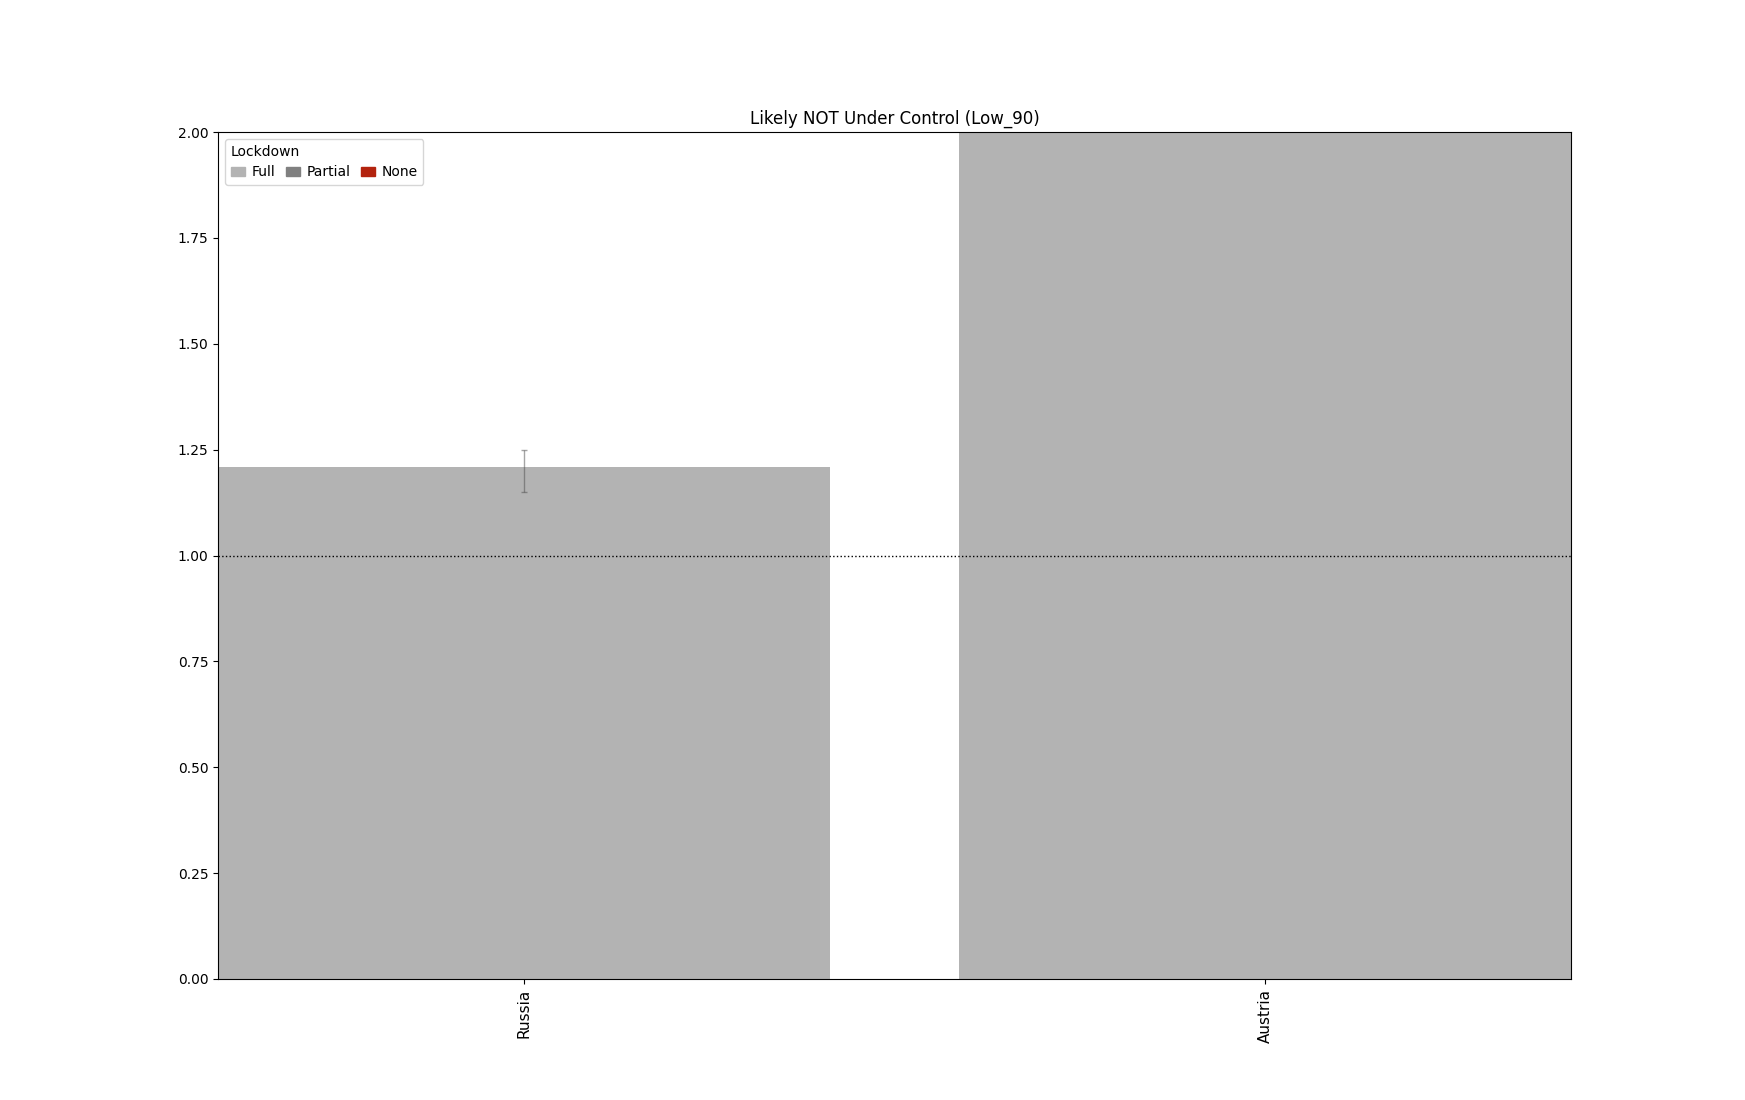 Likely NOT Under Control (Low_90)
Lockdown
Full Partial None
2.00
1.75
1.50
1.25
1.00
0.75
0.50
0.25
0.00
Russia
Austria